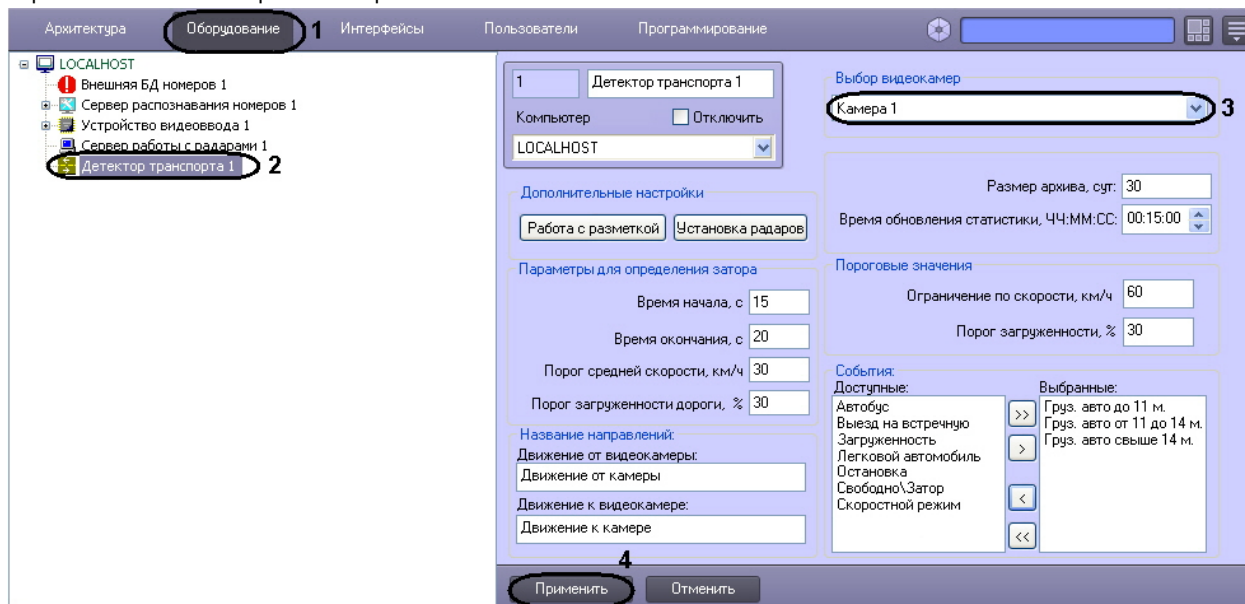 Архитектура Оборудование 1 Интерфейсы Пользователи Программирование
LOCALHOST
Внешняя БД номеров 1
Сервер распознавания номеров 1
Устройство видеоввода 1
Сервер работы с радарами 1
Детектор транспорта 1 2
1 Детектор транспорта 1
Компьютер Отключить
LOCALHOST
Дополнительные настройки
Работа с разметкой Установка радаров
Параметры для определения затора
Время начала, с 15
Время окончания, с 20
Порог средней скорости, км/ч 30
Порог загруженности дороги, % 30
Название направлений:
Движение от видеокамеры:
Движение от камеры
Движение к видеокамере:
Движение к камере
Выбор видеокамер
Камера 1 3
Размер архива, сут: 30
Время обновления статистики, ЧЧ:ММ:СС: 00:15:00
Пороговые значения
Ограничение по скорости, км/ч 60
Порог загруженности, % 30
События:
Доступные:
Автобус
Выезд на встречную
Загруженность
Легковой автомобиль
Остановка
Свободно\Затор
Скоростной режим
>>
>
<
<<
Выбранные:
Груз. авто до 11 м.
Груз. авто от 11 до 14 м.
Груз. авто свыше 14 м.
4
Применить Отменить